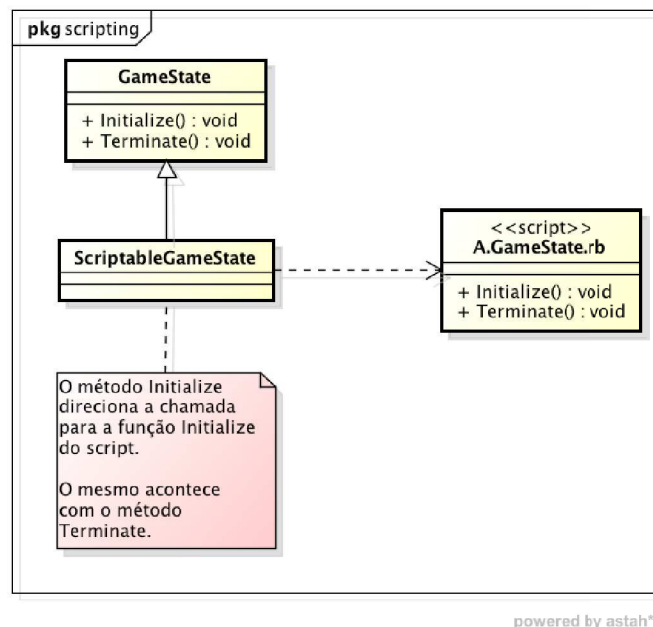 pkg scripting
GameState
+ Initialize() : void
+ Terminate() : void
ScriptableGameState
<<script>>
A.GameState.rb
+ Initialize() : void
+ Terminate() : void
O método Initialize
direciona a chamada
para a função Initialize
do script.
O mesmo acontece
com o método
Terminate.
powered by astah*